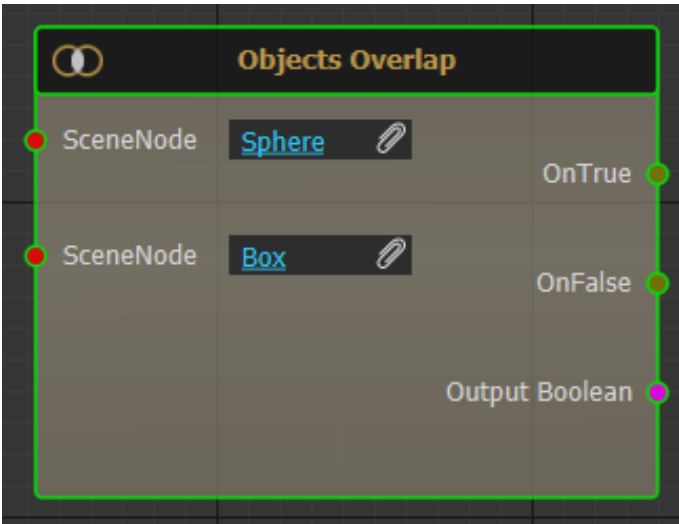 Objects Overlap
SceneNode Sphere
OnTrue
SceneNode Box
OnFalse
Output Boolean